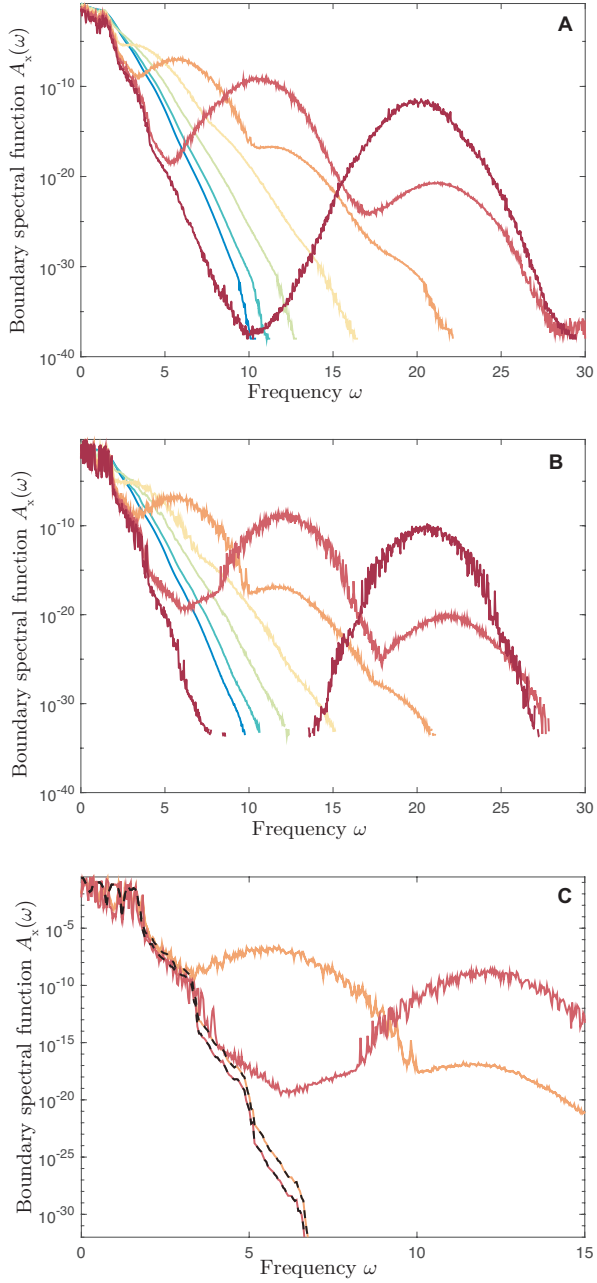 A
Boundary spectral function A_x(ω)
10^-10
10^-20
10^-30
10^-40
0 5 10 15 20 25 30
Frequency ω
B
Boundary spectral function A_x(ω)
10^-10
10^-20
10^-30
10^-40
0 5 10 15 20 25 30
Frequency ω
C
Boundary spectral function A_x(ω)
10^-5
10^-10
10^-15
10^-20
10^-25
10^-30
0 5 10 15
Frequency ω